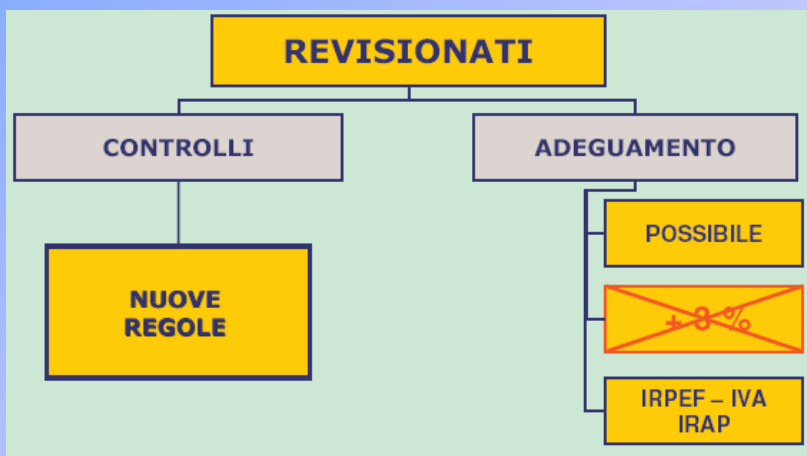 REVISIONATI
CONTROLLI
ADEGUAMENTO
NUOVE
REGOLE
POSSIBILE
+ 3 %
IRPEF – IVA
IRAP